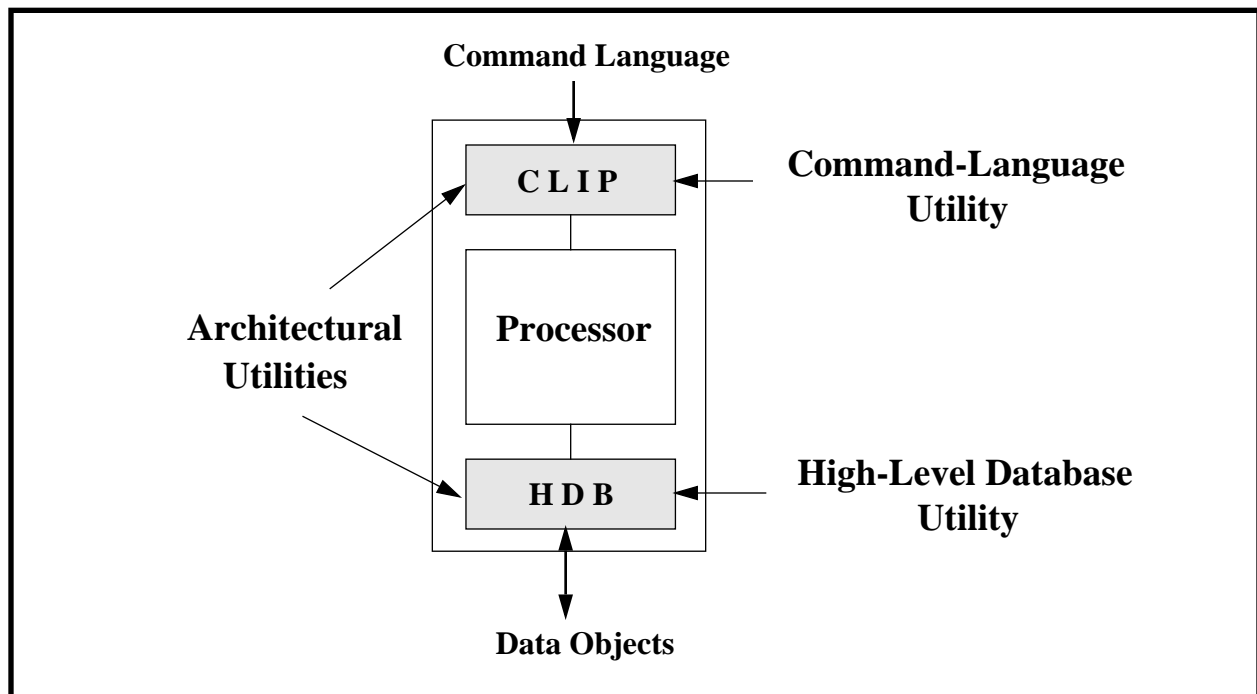 Command Language
C L I P
Command-Language
Utility
Architectural
Utilities
Processor
H D B
High-Level Database
Utility
Data Objects